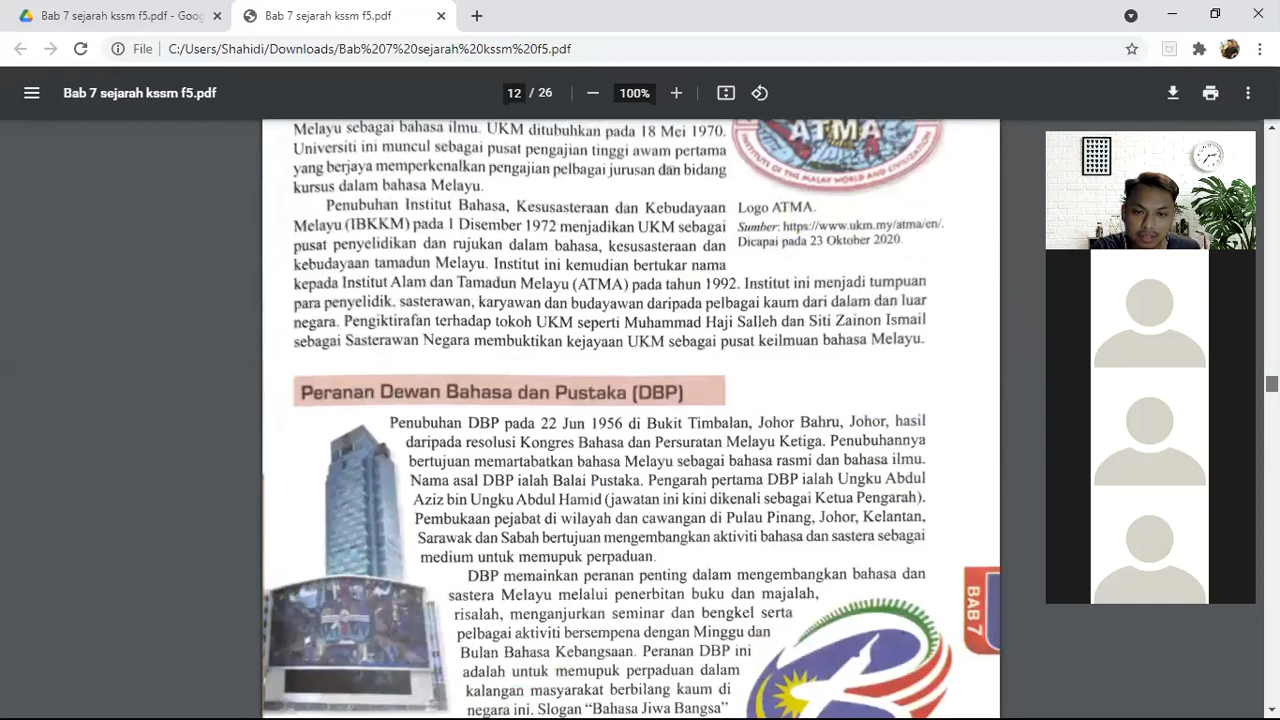 Bab 7 sejarah kssm f5.pdf - Goog
Bab 7 sejarah kssm f5.pdf
File
C:/Users/Shahidi/Downloads/Bab%207%20sejarah%20kssm%20f5.pdf
Bab 7 sejarah kssm f5.pdf
12 / 26
100%
Melayu sebagai bahasa ilmu. UKM ditubuhkan pada 18 Mei 1970.
Universiti ini muncul sebagai pusat pengajian tinggi awam pertama
yang berjaya memperkenalkan pengajian pelbagai jurusan dan bidang
kursus dalam bahasa Melayu.
ATMA
INSTITUTE OF THE MALAY WORLD AND CIVILIZATION
Penubuhan Institut Bahasa, Kesusasteraan dan Kebudayaan
Melayu (IBKKM) pada 1 Disember 1972 menjadikan UKM sebagai
pusat penyelidikan dan rujukan dalam bahasa, kesusasteraan dan
kebudayaan tamadun Melayu. Institut ini kemudian bertukar nama
kepada Institut Alam dan Tamadun Melayu (ATMA) pada tahun 1992. Institut ini menjadi tumpuan
para penyelidik, sasterawan, karyawan dan budayawan daripada pelbagai kaum dari dalam dan luar
negara. Pengiktirafan terhadap tokoh UKM seperti Muhammad Haji Salleh dan Siti Zainon Ismail
sebagai Sasterawan Negara membuktikan kejayaan UKM sebagai pusat keilmuan bahasa Melayu.
Logo ATMA.
Sumber: https://www.ukm.my/atma/en/.
Dicapai pada 23 Oktober 2020.
Peranan Dewan Bahasa dan Pustaka (DBP)
Penubuhan DBP pada 22 Jun 1956 di Bukit Timbalan, Johor Bahru, Johor, hasil
daripada resolusi Kongres Bahasa dan Persuratan Melayu Ketiga. Penubuhannya
bertujuan memartabatkan bahasa Melayu sebagai bahasa rasmi dan bahasa ilmu.
Nama asal DBP ialah Balai Pustaka. Pengarah pertama DBP ialah Ungku Abdul
Aziz bin Ungku Abdul Hamid (jawatan ini kini dikenali sebagai Ketua Pengarah).
Pembukaan pejabat di wilayah dan cawangan di Pulau Pinang, Johor, Kelantan,
Sarawak dan Sabah bertujuan mengembangkan aktiviti bahasa dan sastera sebagai
medium untuk memupuk perpaduan.
DBP memainkan peranan penting dalam mengembangkan bahasa dan
sastera Melayu melalui penerbitan buku dan majalah,
risalah, menganjurkan seminar dan bengkel serta
pelbagai aktiviti bersempena dengan Minggu dan
Bulan Bahasa Kebangsaan. Peranan DBP ini
adalah untuk memupuk perpaduan dalam
kalangan masyarakat berbilang kaum di
negara ini. Slogan “Bahasa Jiwa Bangsa”
BAB 7